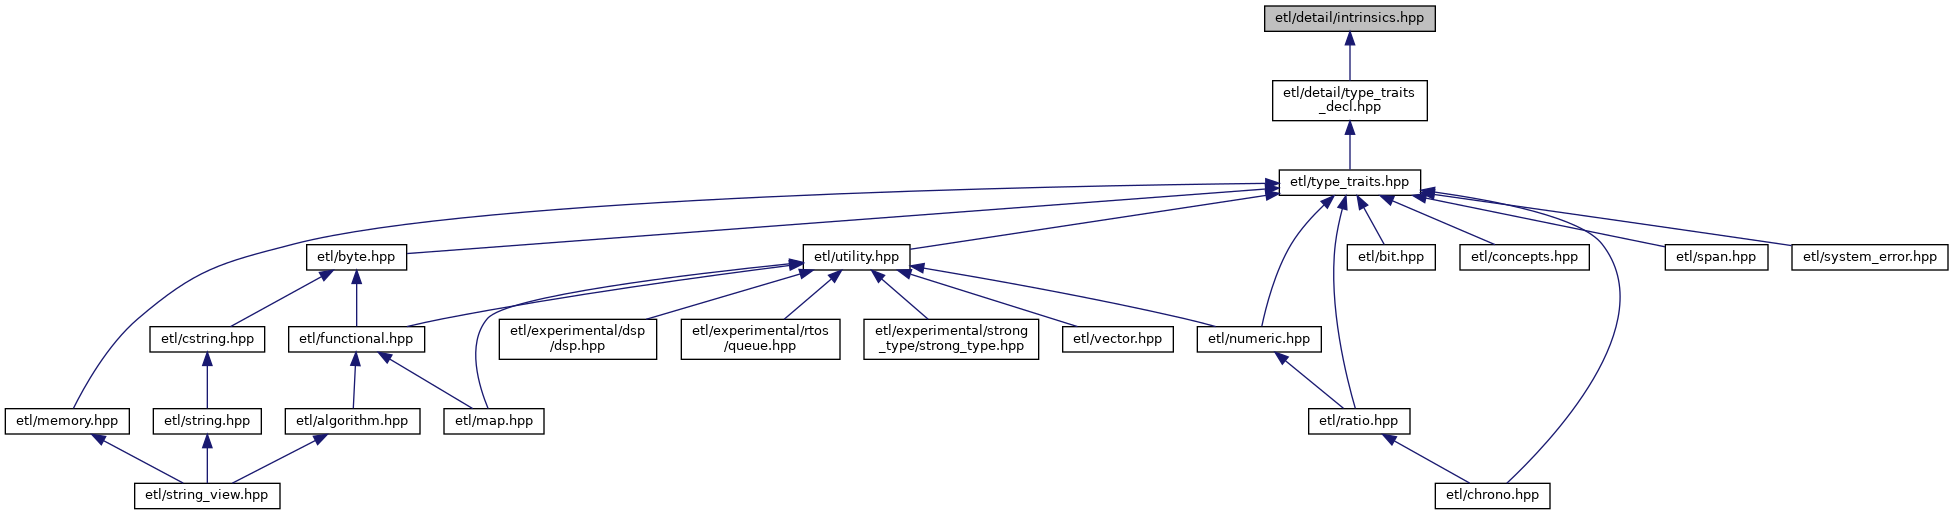 etl/detail/intrinsics.hpp
etl/detail/type_traits
_decl.hpp
etl/type_traits.hpp
etl/byte.hpp
etl/utility.hpp
etl/bit.hpp
etl/concepts.hpp
etl/span.hpp
etl/system_error.hpp
etl/cstring.hpp
etl/functional.hpp
etl/experimental/dsp
/dsp.hpp
etl/experimental/rtos
/queue.hpp
etl/experimental/strong
_type/strong_type.hpp
etl/vector.hpp
etl/numeric.hpp
etl/memory.hpp
etl/string.hpp
etl/algorithm.hpp
etl/map.hpp
etl/ratio.hpp
etl/string_view.hpp
etl/chrono.hpp